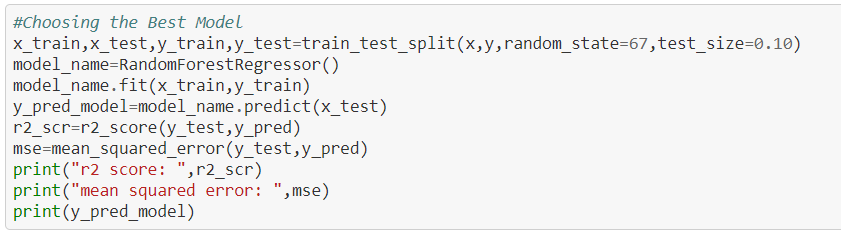 #Choosing the Best Model
x_train,x_test,y_train,y_test=train_test_split(x,y,random_state=67,test_size=0.10)
model_name=RandomForestRegressor()
model_name.fit(x_train,y_train)
y_pred_model=model_name.predict(x_test)
r2_scr=r2_score(y_test,y_pred)
mse=mean_squared_error(y_test,y_pred)
print("r2 score: ",r2_scr)
print("mean squared error: ",mse)
print(y_pred_model)